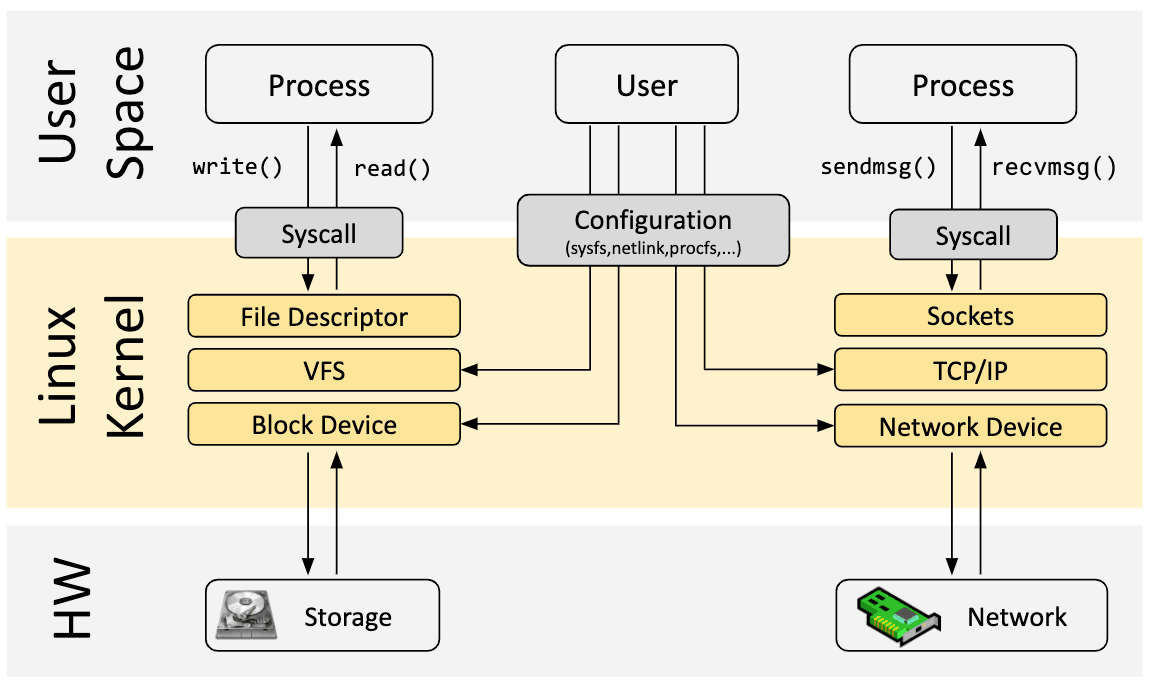 User
Space
Process
User
Process
write()
read()
sendmsg()
recvmsg()
Syscall
Configuration
(sysfs,netlink,procfs,...)
Syscall
Linux
Kernel
File Descriptor
VFS
Block Device
Sockets
TCP/IP
Network Device
HW
Storage
Network